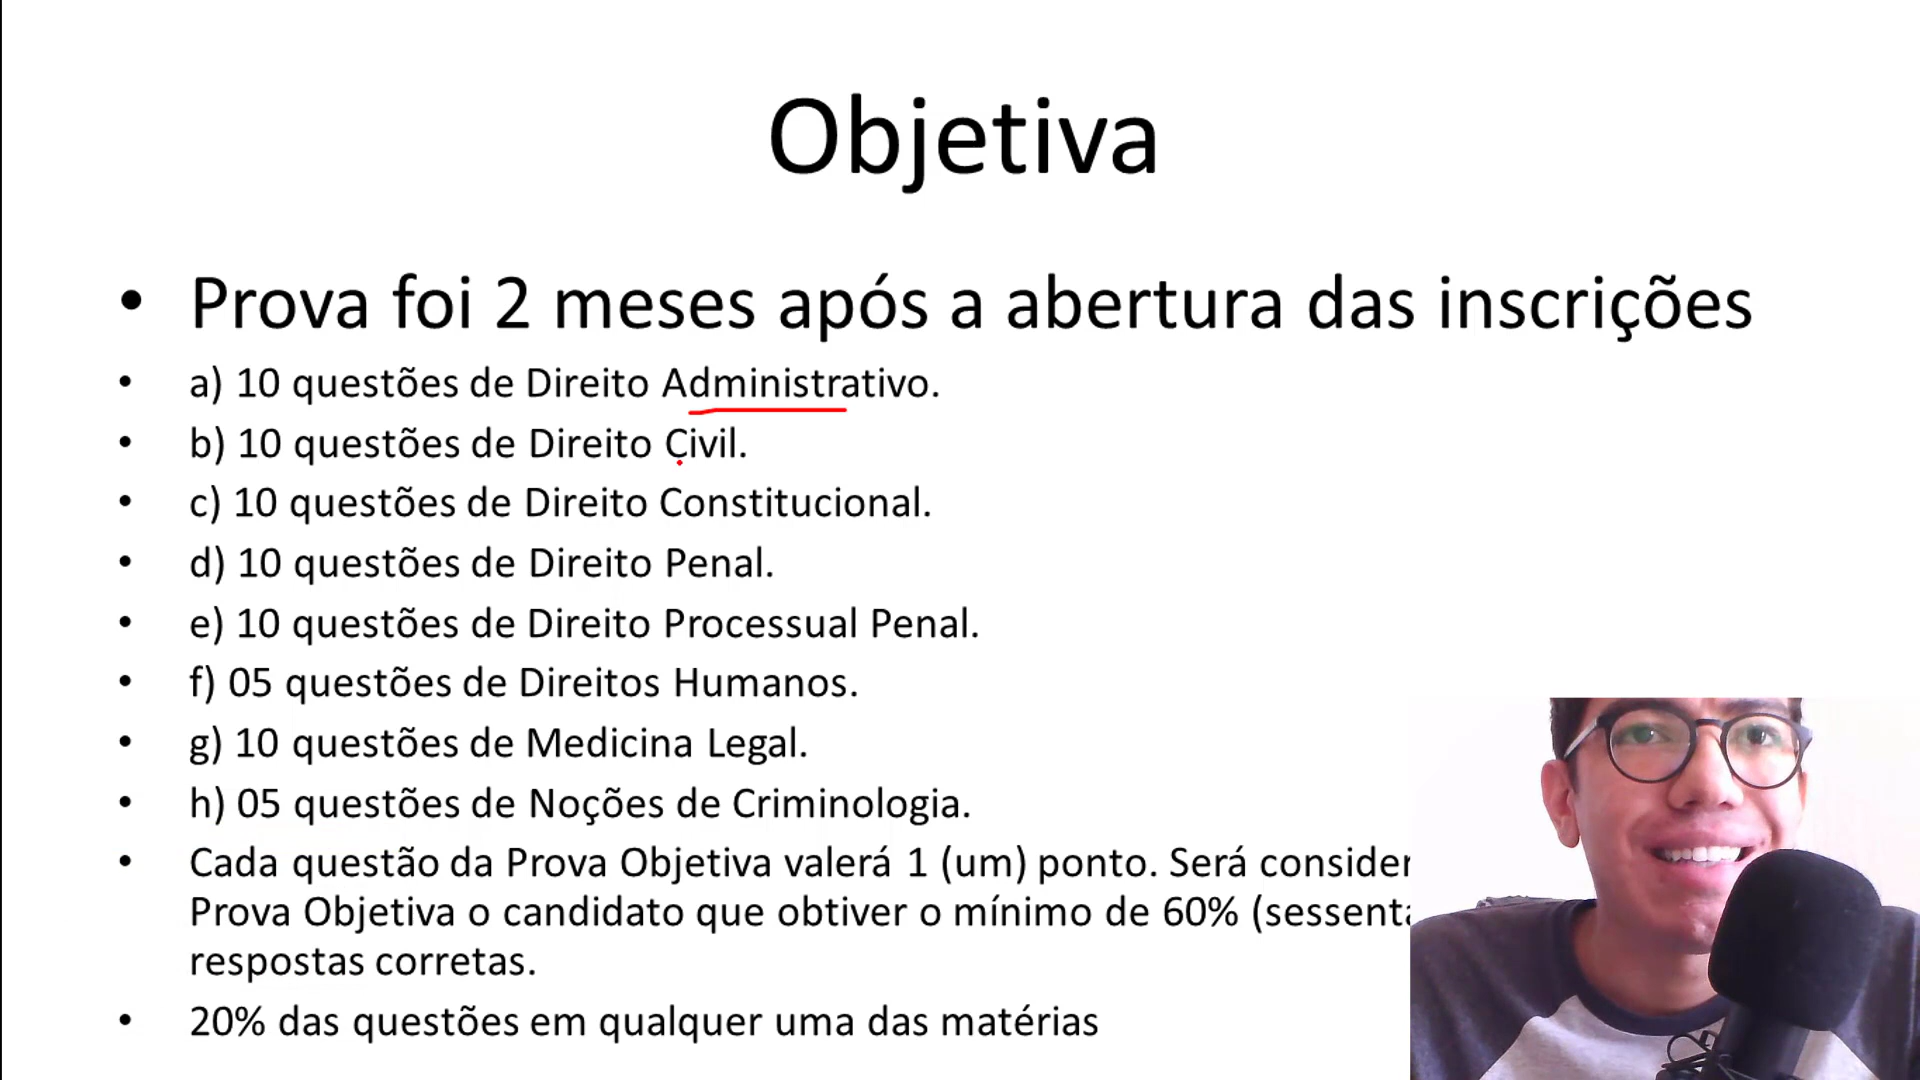 Objetiva
• Prova foi 2 meses após a abertura das inscrições
• a) 10 questões de Direito Administrativo.
• b) 10 questões de Direito Civil.
• c) 10 questões de Direito Constitucional.
• d) 10 questões de Direito Penal.
• e) 10 questões de Direito Processual Penal.
• f) 05 questões de Direitos Humanos.
• g) 10 questões de Medicina Legal.
• h) 05 questões de Noções de Criminologia.
• Cada questão da Prova Objetiva valerá 1 (um) ponto. Será consider
Prova Objetiva o candidato que obtiver o mínimo de 60% (sessenta
respostas corretas.
• 20% das questões em qualquer uma das matérias